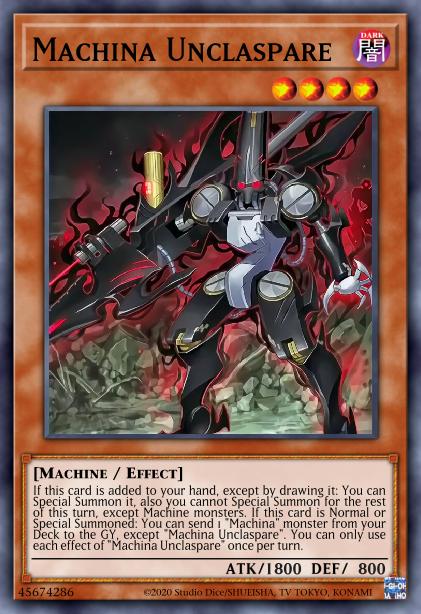 MACHINA UNCLASPARE
DARK
闇
[MACHINE / EFFECT]
If this card is added to your hand, except by drawing it: You can
Special Summon it, also you cannot Special Summon for the rest
of this turn, except Machine monsters. If this card is Normal or
Special Summoned: You can send 1 "Machina" monster from your
Deck to the GY, except "Machina Unclaspare". You can only use
each effect of "Machina Unclaspare" once per turn.
ATK/1800 DEF/ 800
45674286
©2020 Studio Dice/SHUEISHA, TV TOKYO, KONAMI